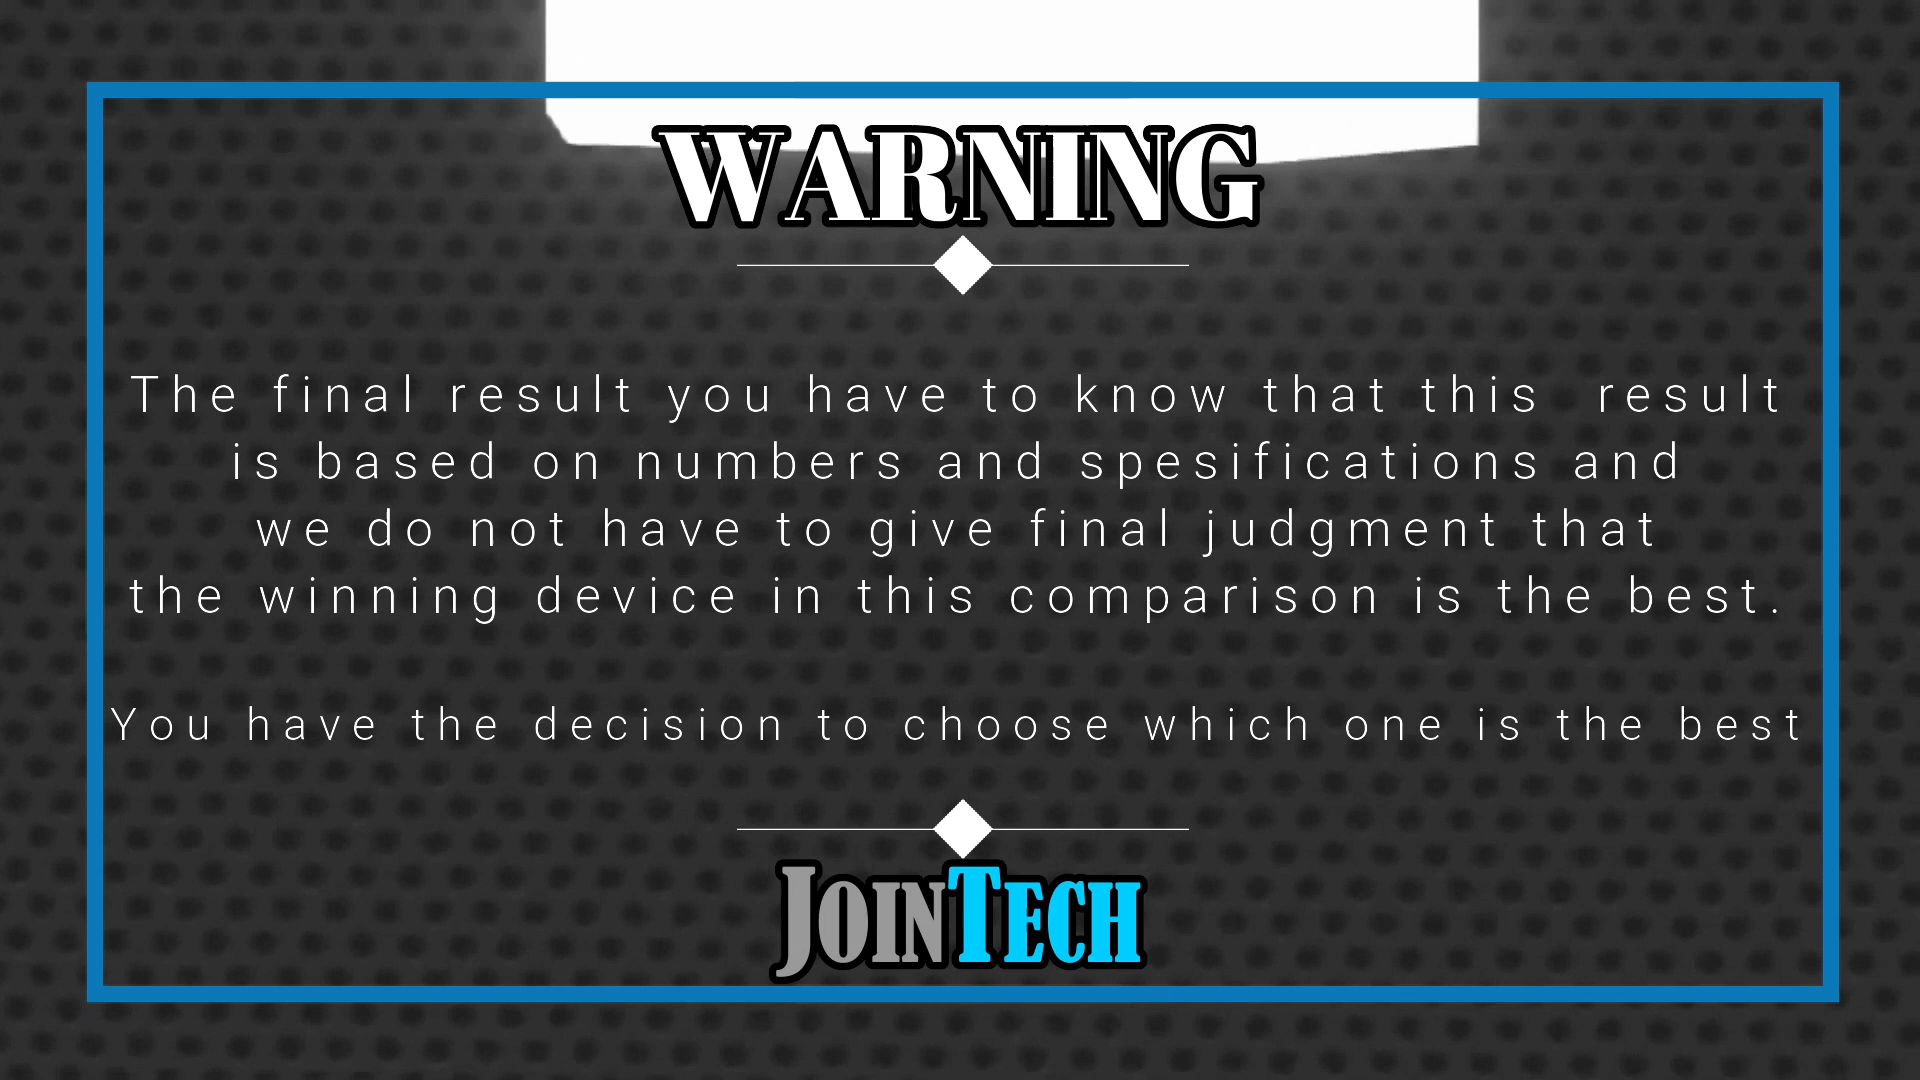 WARNING
The final result you have to know that this result
is based on numbers and spesifications and
we do not have to give final judgment that
the winning device in this comparison is the best.
You have the decision to choose which one is the best
JOINTECH